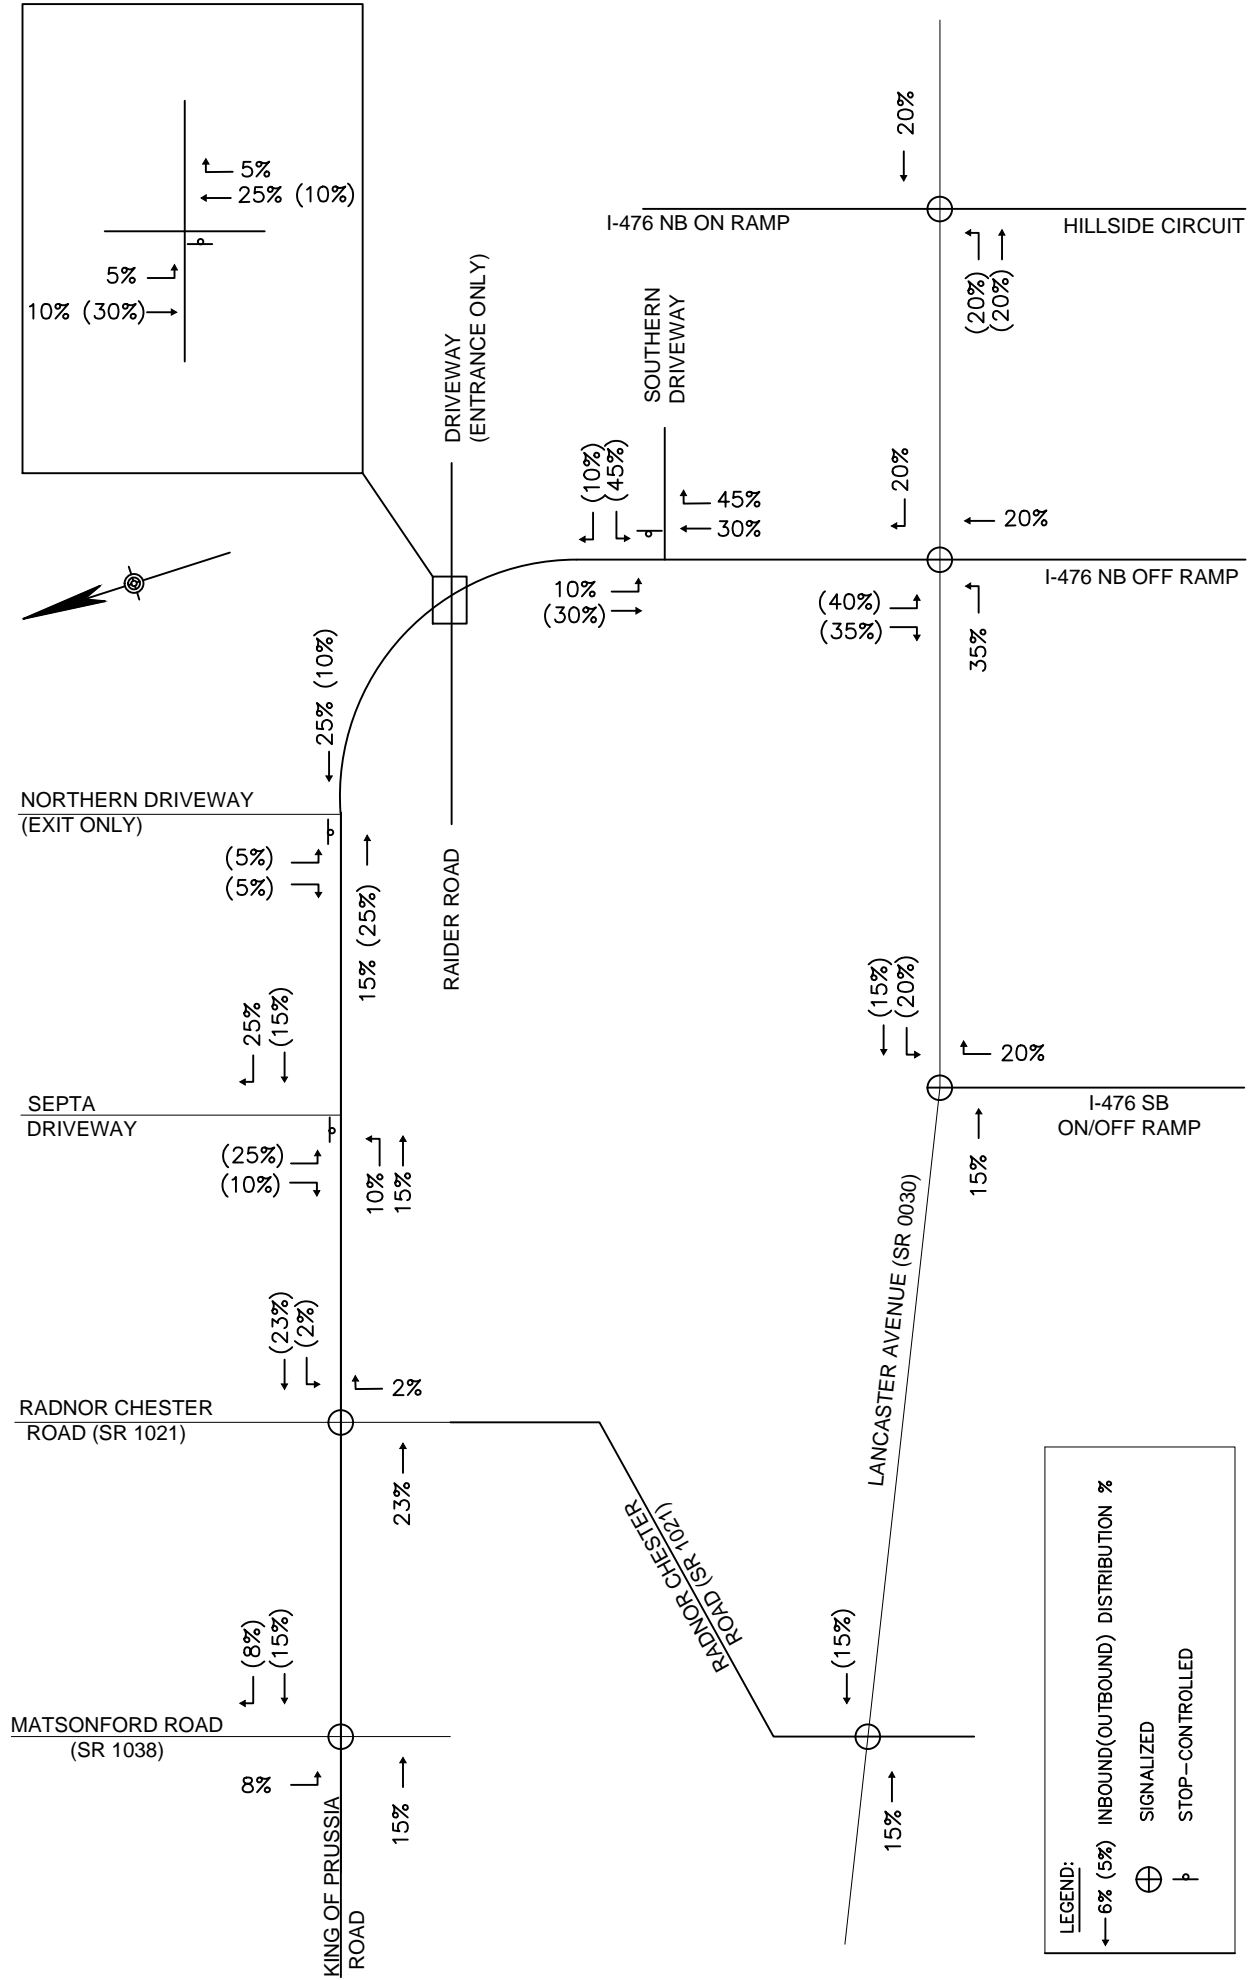 5%
25% (10%)
5%
10% (30%)
20%
I-476 NB ON RAMP
HILLSIDE CIRCUIT
(20%)
(20%)
DRIVEWAY
(ENTRANCE ONLY)
SOUTHERN
DRIVEWAY
(10%)
(45%)
45%
30%
20%
20%
I-476 NB OFF RAMP
10%
(30%)
(40%)
(35%)
35%
25% (10%)
NORTHERN DRIVEWAY
(EXIT ONLY)
(5%)
(5%)
15% (25%)
RAIDER ROAD
25%
(15%)
(15%)
(20%)
20%
SEPTA
DRIVEWAY
I-476 SB
ON/OFF RAMP
(25%)
(10%)
10%
15%
15%
LANCASTER AVENUE (SR 0030)
(23%)
(2%)
2%
RADNOR CHESTER
ROAD (SR 1021)
23%
RADNOR CHESTER
ROAD (SR 1021)
(8%)
(15%)
(15%)
MATSONFORD ROAD
(SR 1038)
8%
15%
15%
KING OF PRUSSIA
ROAD
LEGEND:
6% (5%) INBOUND(OUTBOUND) DISTRIBUTION %
SIGNALIZED
STOP-CONTROLLED